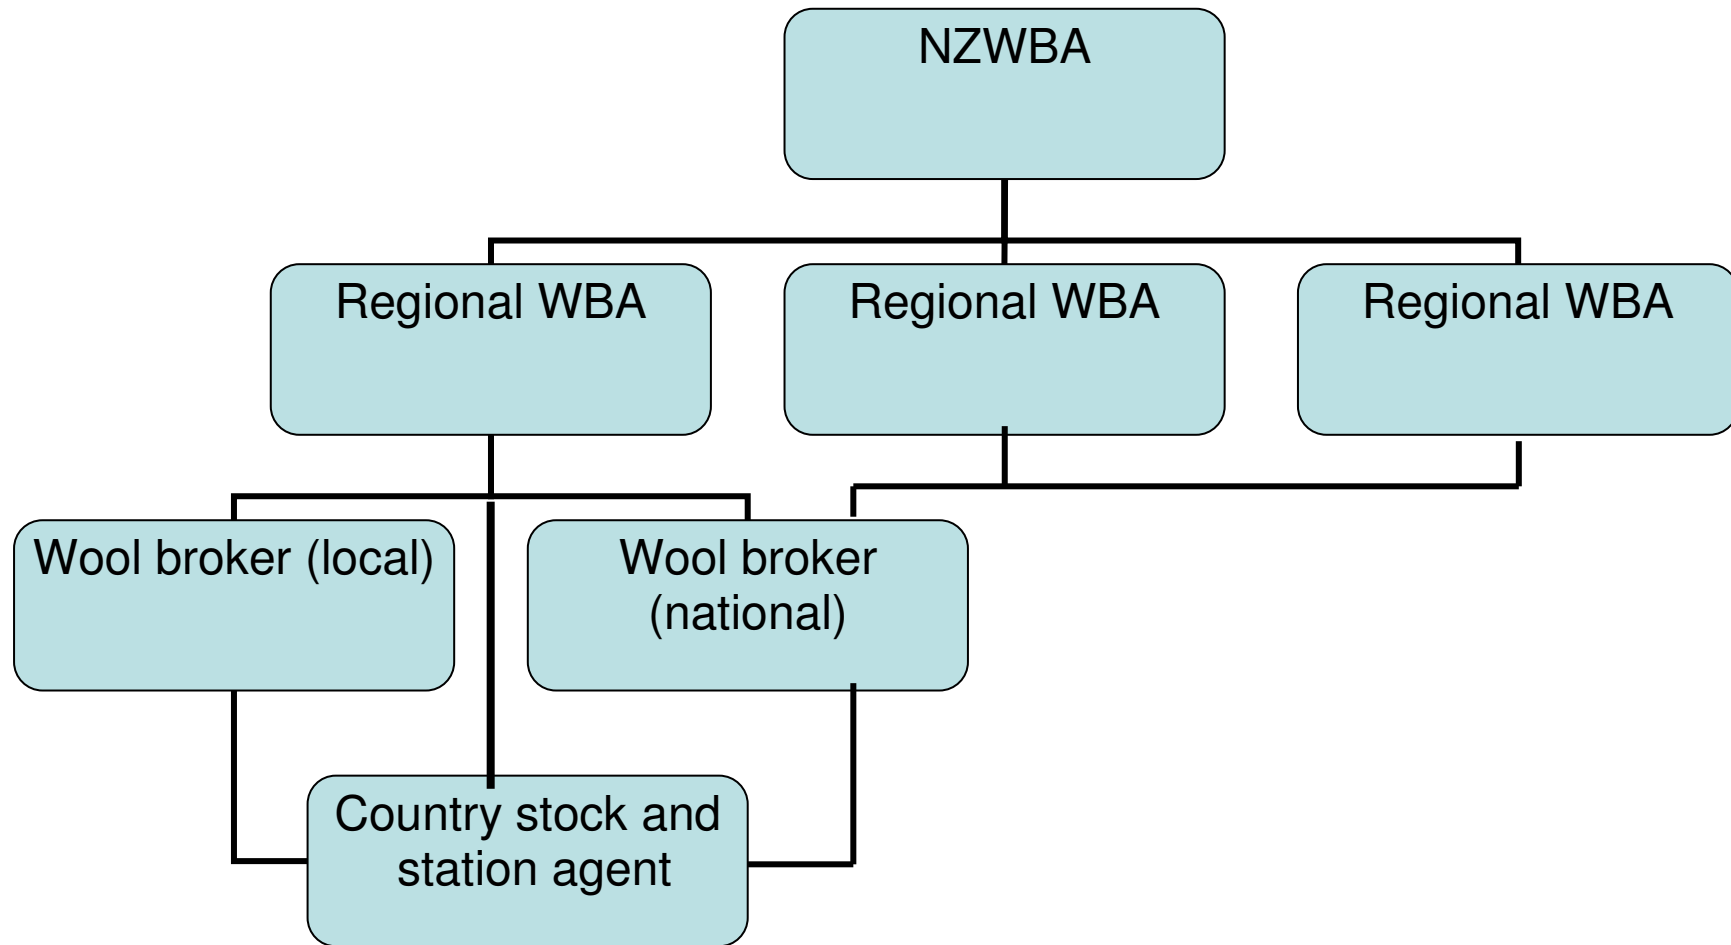 NZWBA
Regional WBA
Regional WBA
Regional WBA
Wool broker (local)
Wool broker
(national)
Country stock and
station agent